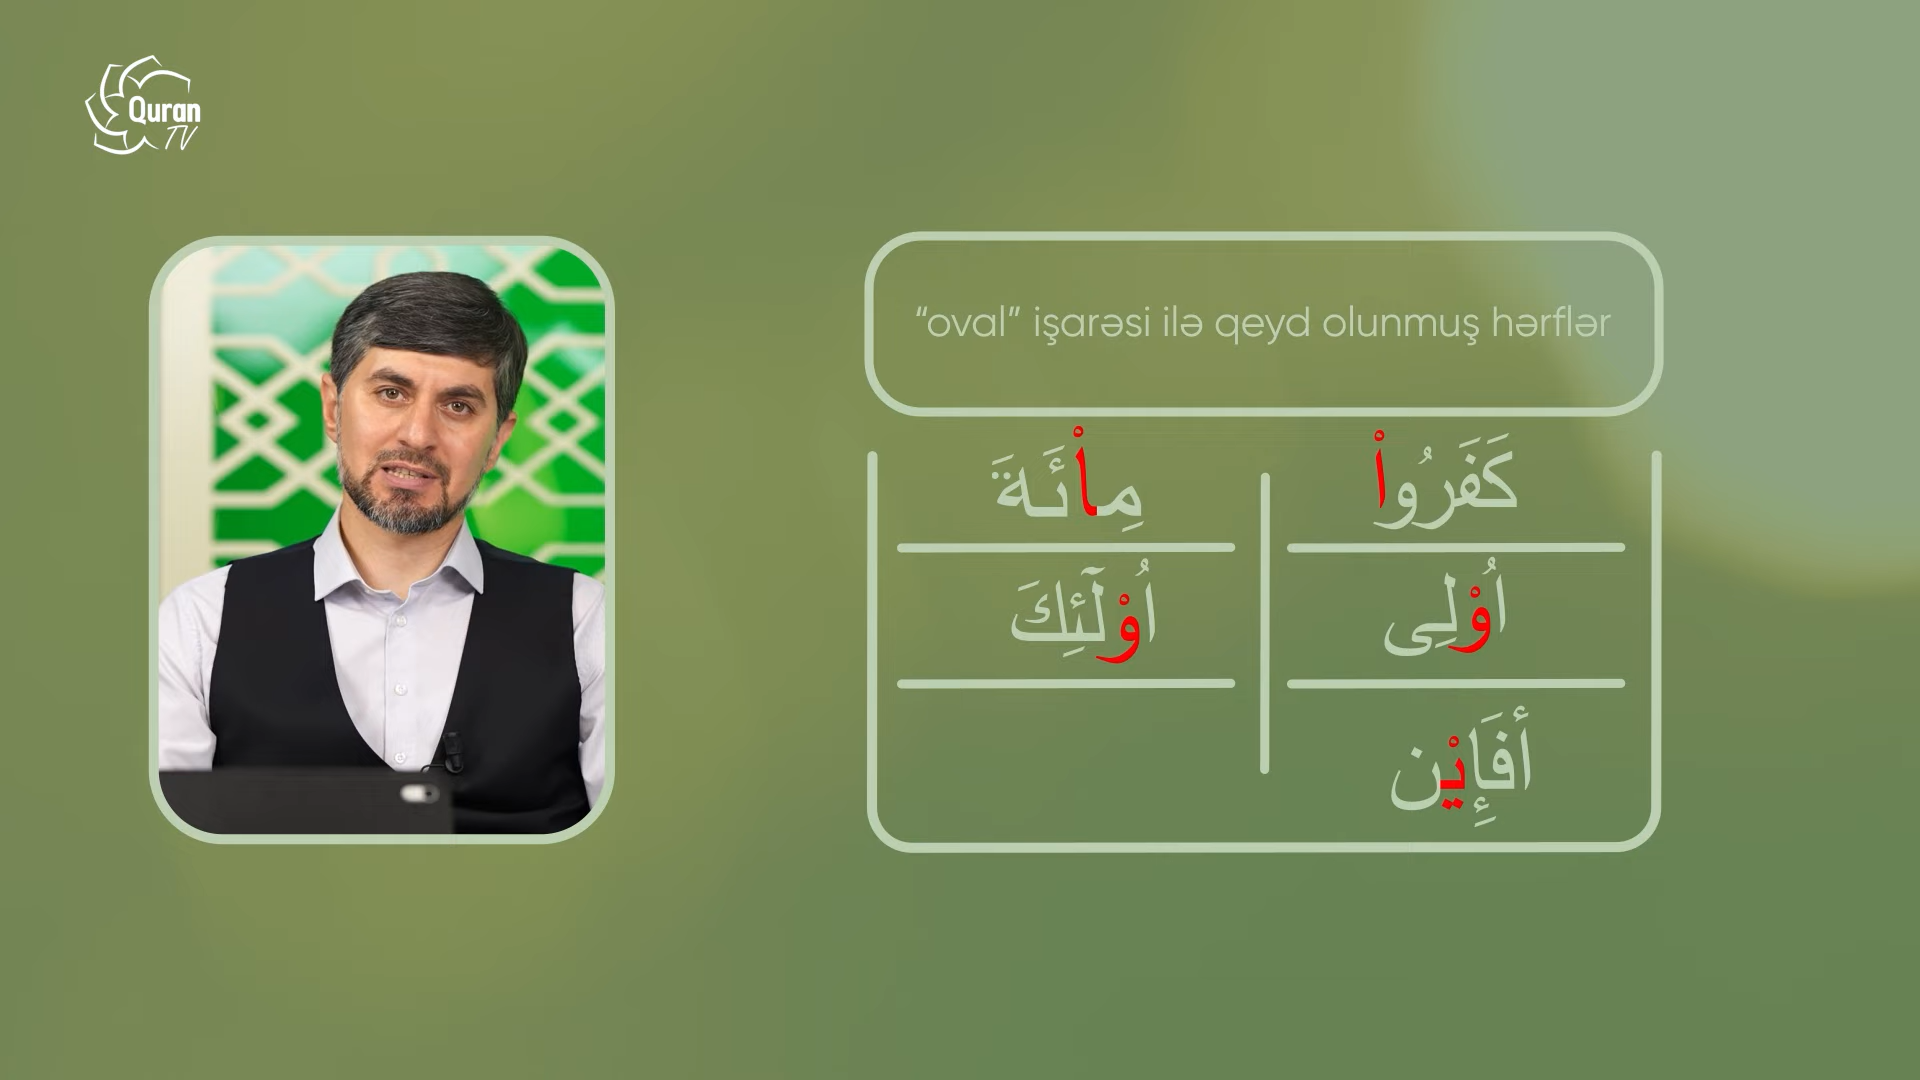 Quran
TV
“oval” işarəsi ilə qeyd olunmuş hərflər
كَفَرُواْ
مِاْئَةَ
اُوْلِى
اُوْلَٓئِكَ
أَفَإِيْن